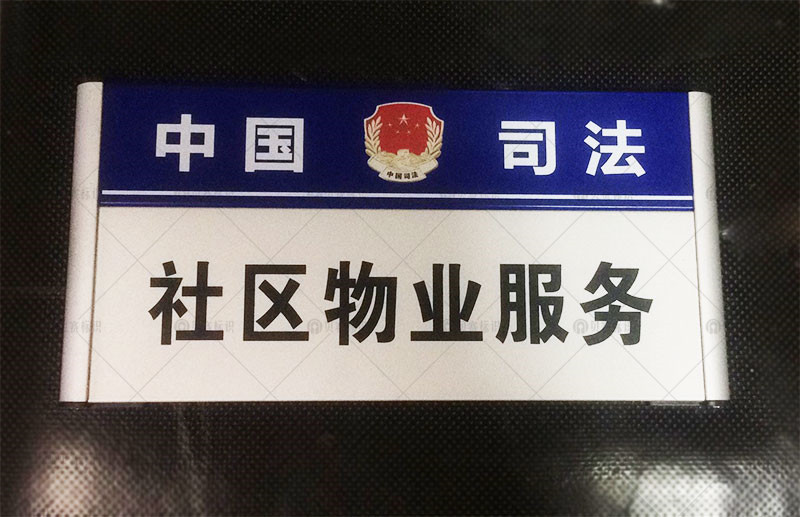 中国 司法
中国司法
社区物业服务